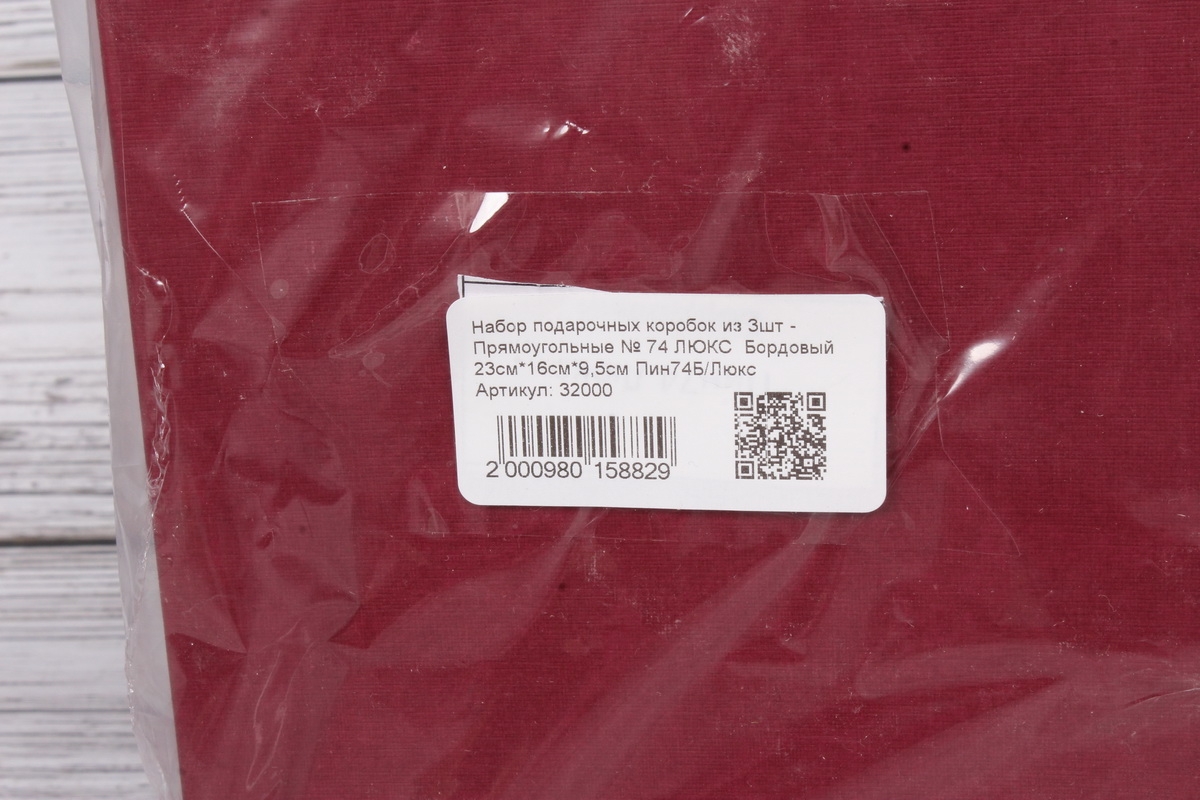 Набор подарочных коробок из 3шт -
Прямоугольные № 74 ЛЮКС Бордовый
23см*16см*9,5см Пин74Б/Люкс
Артикул: 32000
2 000980 158829